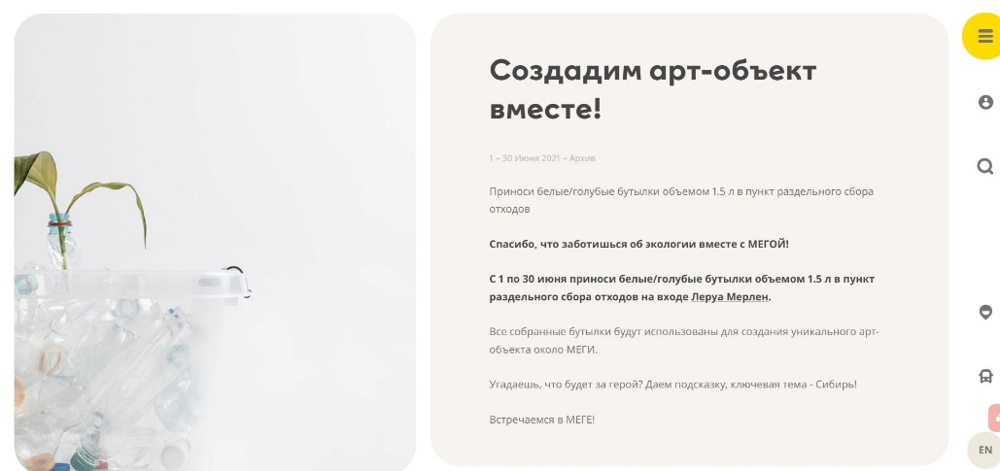 Создадим арт-объект
вместе!
1 – 30 Июня 2021 – Архив
Приноси белые/голубые бутылки объемом 1.5 л в пункт раздельного сбора
отходов
Спасибо, что заботишься об экологии вместе с МЕГОЙ!
С 1 по 30 июня приноси белые/голубые бутылки объемом 1.5 л в пункт
раздельного сбора отходов на входе Леруа Мерлен.
Все собранные бутылки будут использованы для создания уникального арт-
объекта около МЕГИ.
Угадаешь, что будет за герой? Даем подсказку, ключевая тема - Сибирь!
Встречаемся в МЕГЕ!
EN